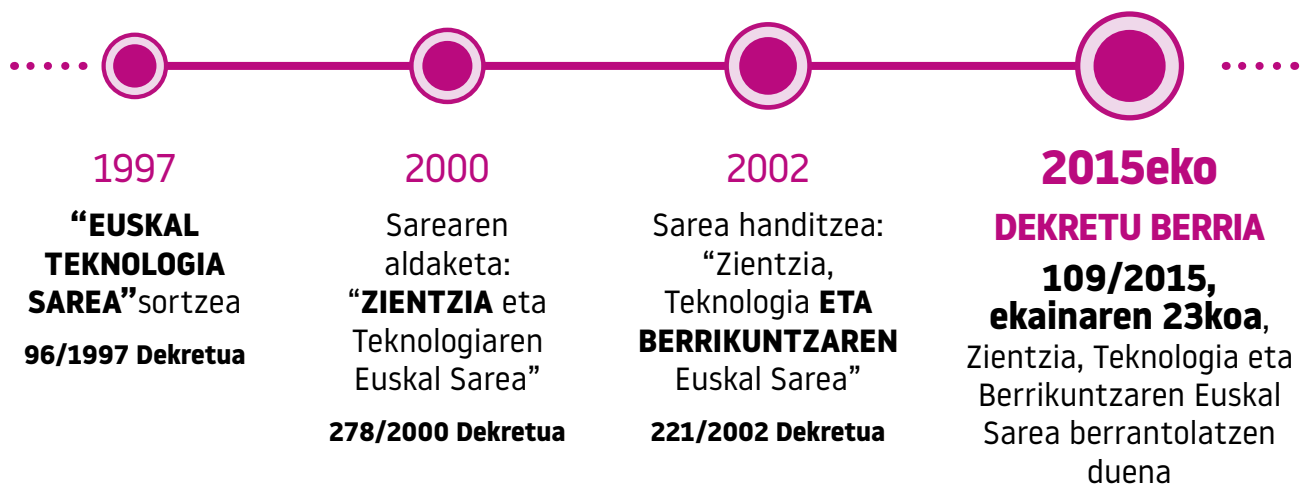 1997
“EUSKAL
TEKNOLOGIA
SAREA”sortzea
96/1997 Dekretua
2000
Sarearen
aldaketa:
“ZIENTZIA eta
Teknologiaren
Euskal Sarea”
278/2000 Dekretua
2002
Sarea handitzea:
“Zientzia,
Teknologia ETA
BERRIKUNTZAREN
Euskal Sarea”
221/2002 Dekretua
2015eko
DEKRETU BERRIA
109/2015,
ekainaren 23koa,
Zientzia, Teknologia eta
Berrikuntzaren Euskal
Sarea berrantolatzen
duena